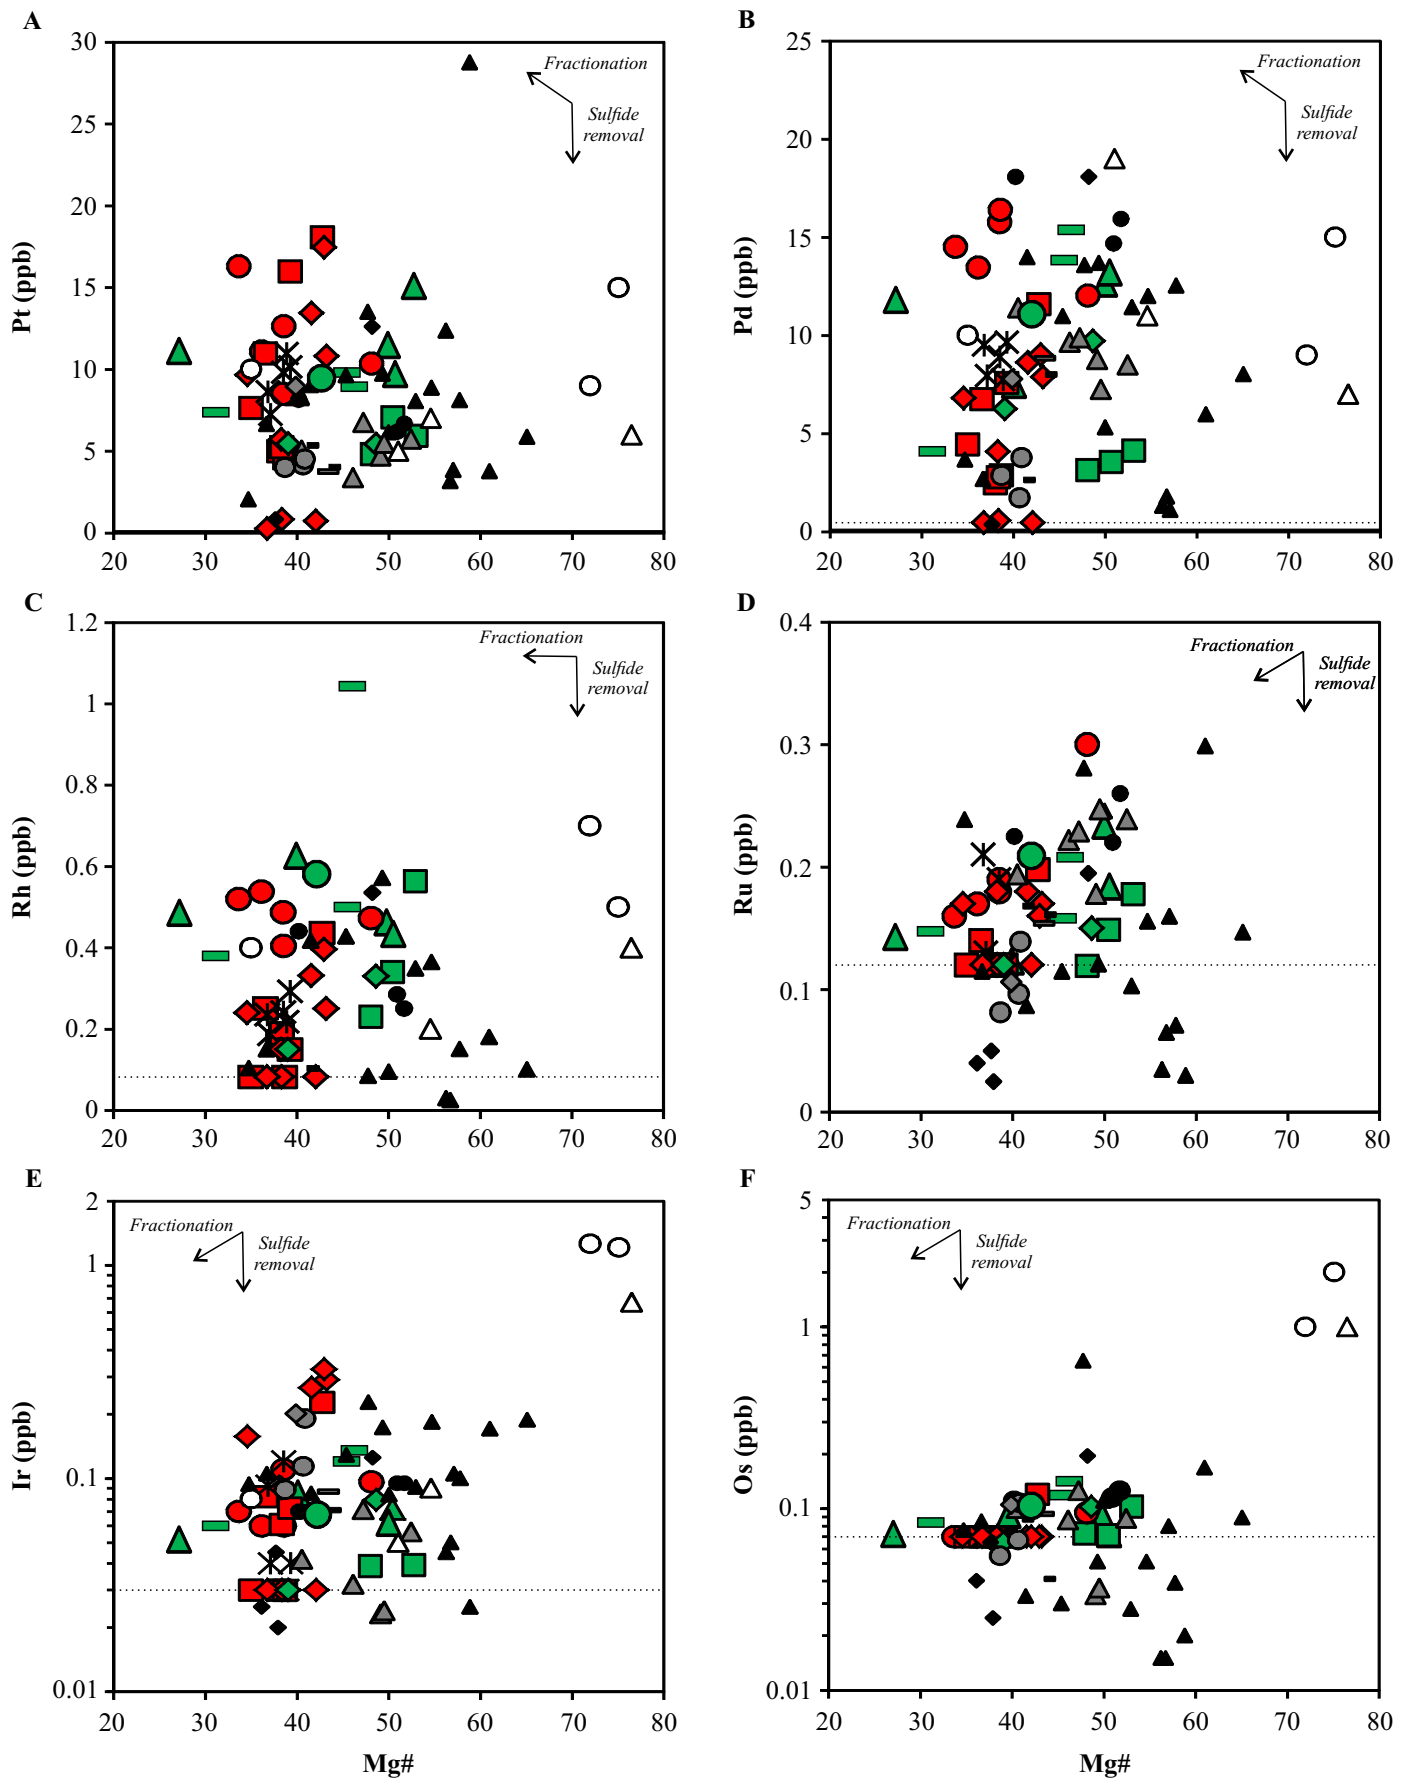 A
30
25
20
15
10
5
0
Pt (ppb)
Fractionation
Sulfide
removal
20 30 40 50 60 70 80
B
25
20
15
10
5
0
Pd (ppb)
Fractionation
Sulfide
removal
20 30 40 50 60 70 80
C
1.2
1
0.8
0.6
0.4
0.2
0
Rh (ppb)
Fractionation
Sulfide
removal
20 30 40 50 60 70 80
D
0.4
0.3
0.2
0.1
0
Ru (ppb)
Fractionation
Sulfide
removal
20 30 40 50 60 70 80
E
2
1
0.1
0.01
Ir (ppb)
Fractionation
Sulfide
removal
20 30 40 50 60 70 80
Mg#
F
5
1
0.1
0.01
Os (ppb)
Fractionation
Sulfide
removal
20 30 40 50 60 70 80
Mg#